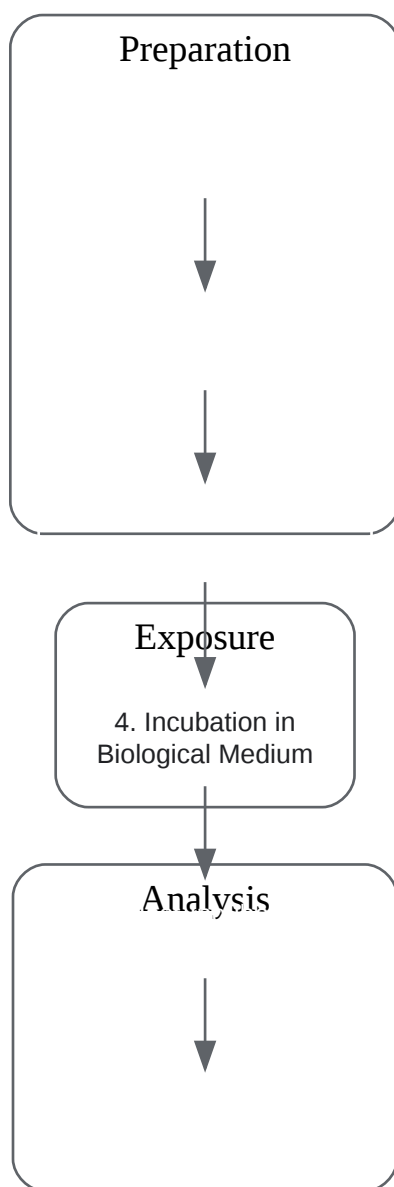 Preparation
Exposure
4. Incubation in
Biological Medium
Analysis